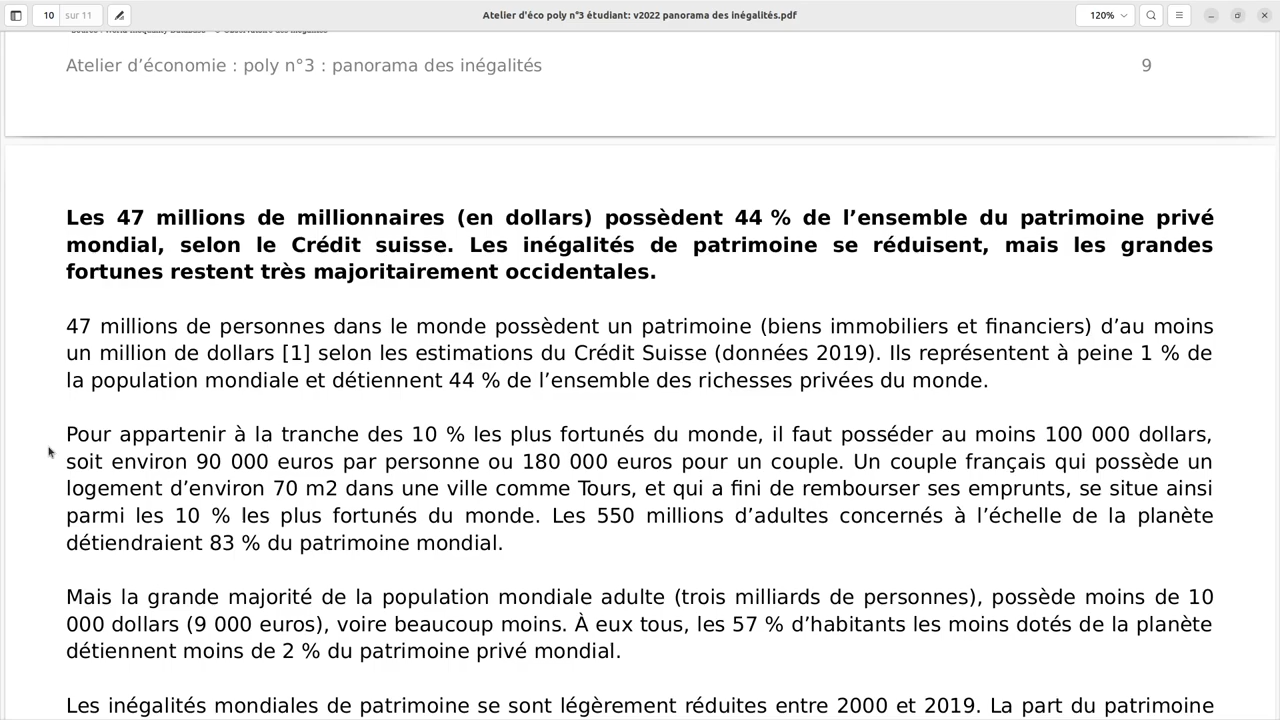 10 sur 11
Atelier d'éco poly n°3 étudiant: v2022 panorama des inégalités.pdf
120%
Atelier d’économie : poly n°3 : panorama des inégalités 9
Les 47 millions de millionnaires (en dollars) possèdent 44 % de l’ensemble du patrimoine privé
mondial, selon le Crédit suisse. Les inégalités de patrimoine se réduisent, mais les grandes
fortunes restent très majoritairement occidentales.
47 millions de personnes dans le monde possèdent un patrimoine (biens immobiliers et financiers) d’au moins
un million de dollars [1] selon les estimations du Crédit Suisse (données 2019). Ils représentent à peine 1 % de
la population mondiale et détiennent 44 % de l’ensemble des richesses privées du monde.
Pour appartenir à la tranche des 10 % les plus fortunés du monde, il faut posséder au moins 100 000 dollars,
soit environ 90 000 euros par personne ou 180 000 euros pour un couple. Un couple français qui possède un
logement d’environ 70 m2 dans une ville comme Tours, et qui a fini de rembourser ses emprunts, se situe ainsi
parmi les 10 % les plus fortunés du monde. Les 550 millions d’adultes concernés à l’échelle de la planète
détiendraient 83 % du patrimoine mondial.
Mais la grande majorité de la population mondiale adulte (trois milliards de personnes), possède moins de 10
000 dollars (9 000 euros), voire beaucoup moins. À eux tous, les 57 % d’habitants les moins dotés de la planète
détiennent moins de 2 % du patrimoine privé mondial.
Les inégalités mondiales de patrimoine se sont légèrement réduites entre 2000 et 2019. La part du patrimoine